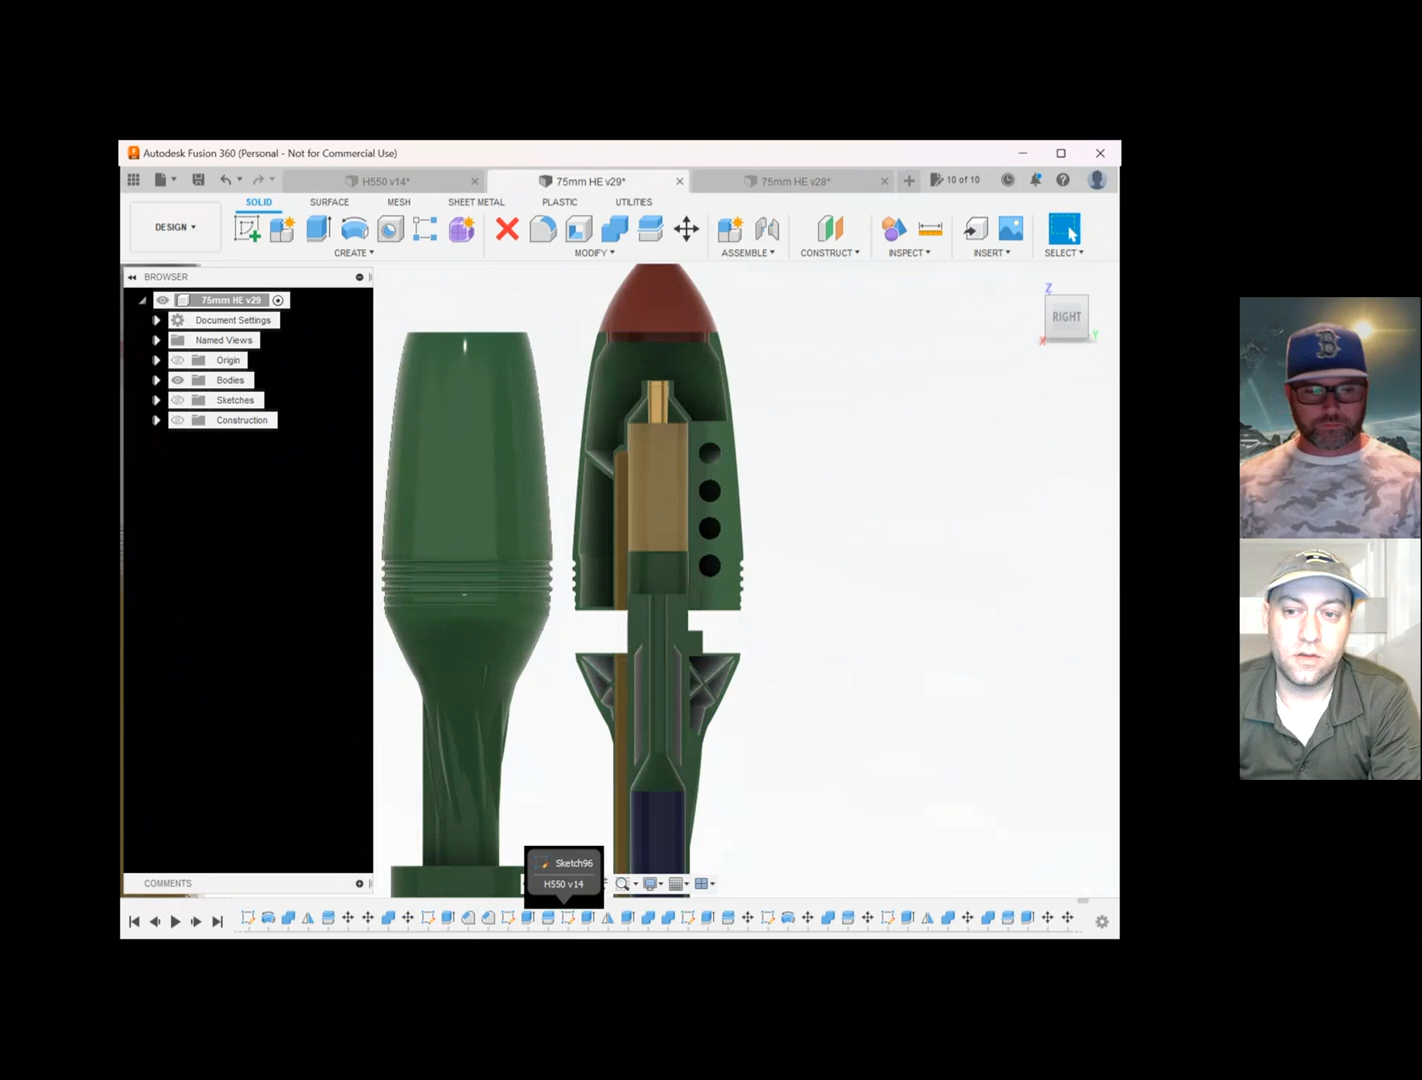 Autodesk Fusion 360 (Personal - Not for Commercial Use)
H550 v14*
75mm HE v29*
75mm HE v28*
10 of 10
SOLID
SURFACE
MESH
SHEET METAL
PLASTIC
UTILITIES
DESIGN
CREATE
MODIFY
ASSEMBLE
CONSTRUCT
INSPECT
INSERT
SELECT
BROWSER
75mm HE v29
Document Settings
Named Views
Origin
Bodies
Sketches
Construction
Z
RIGHT
Y
X
B
COMMENTS
Sketch96
H550 v14